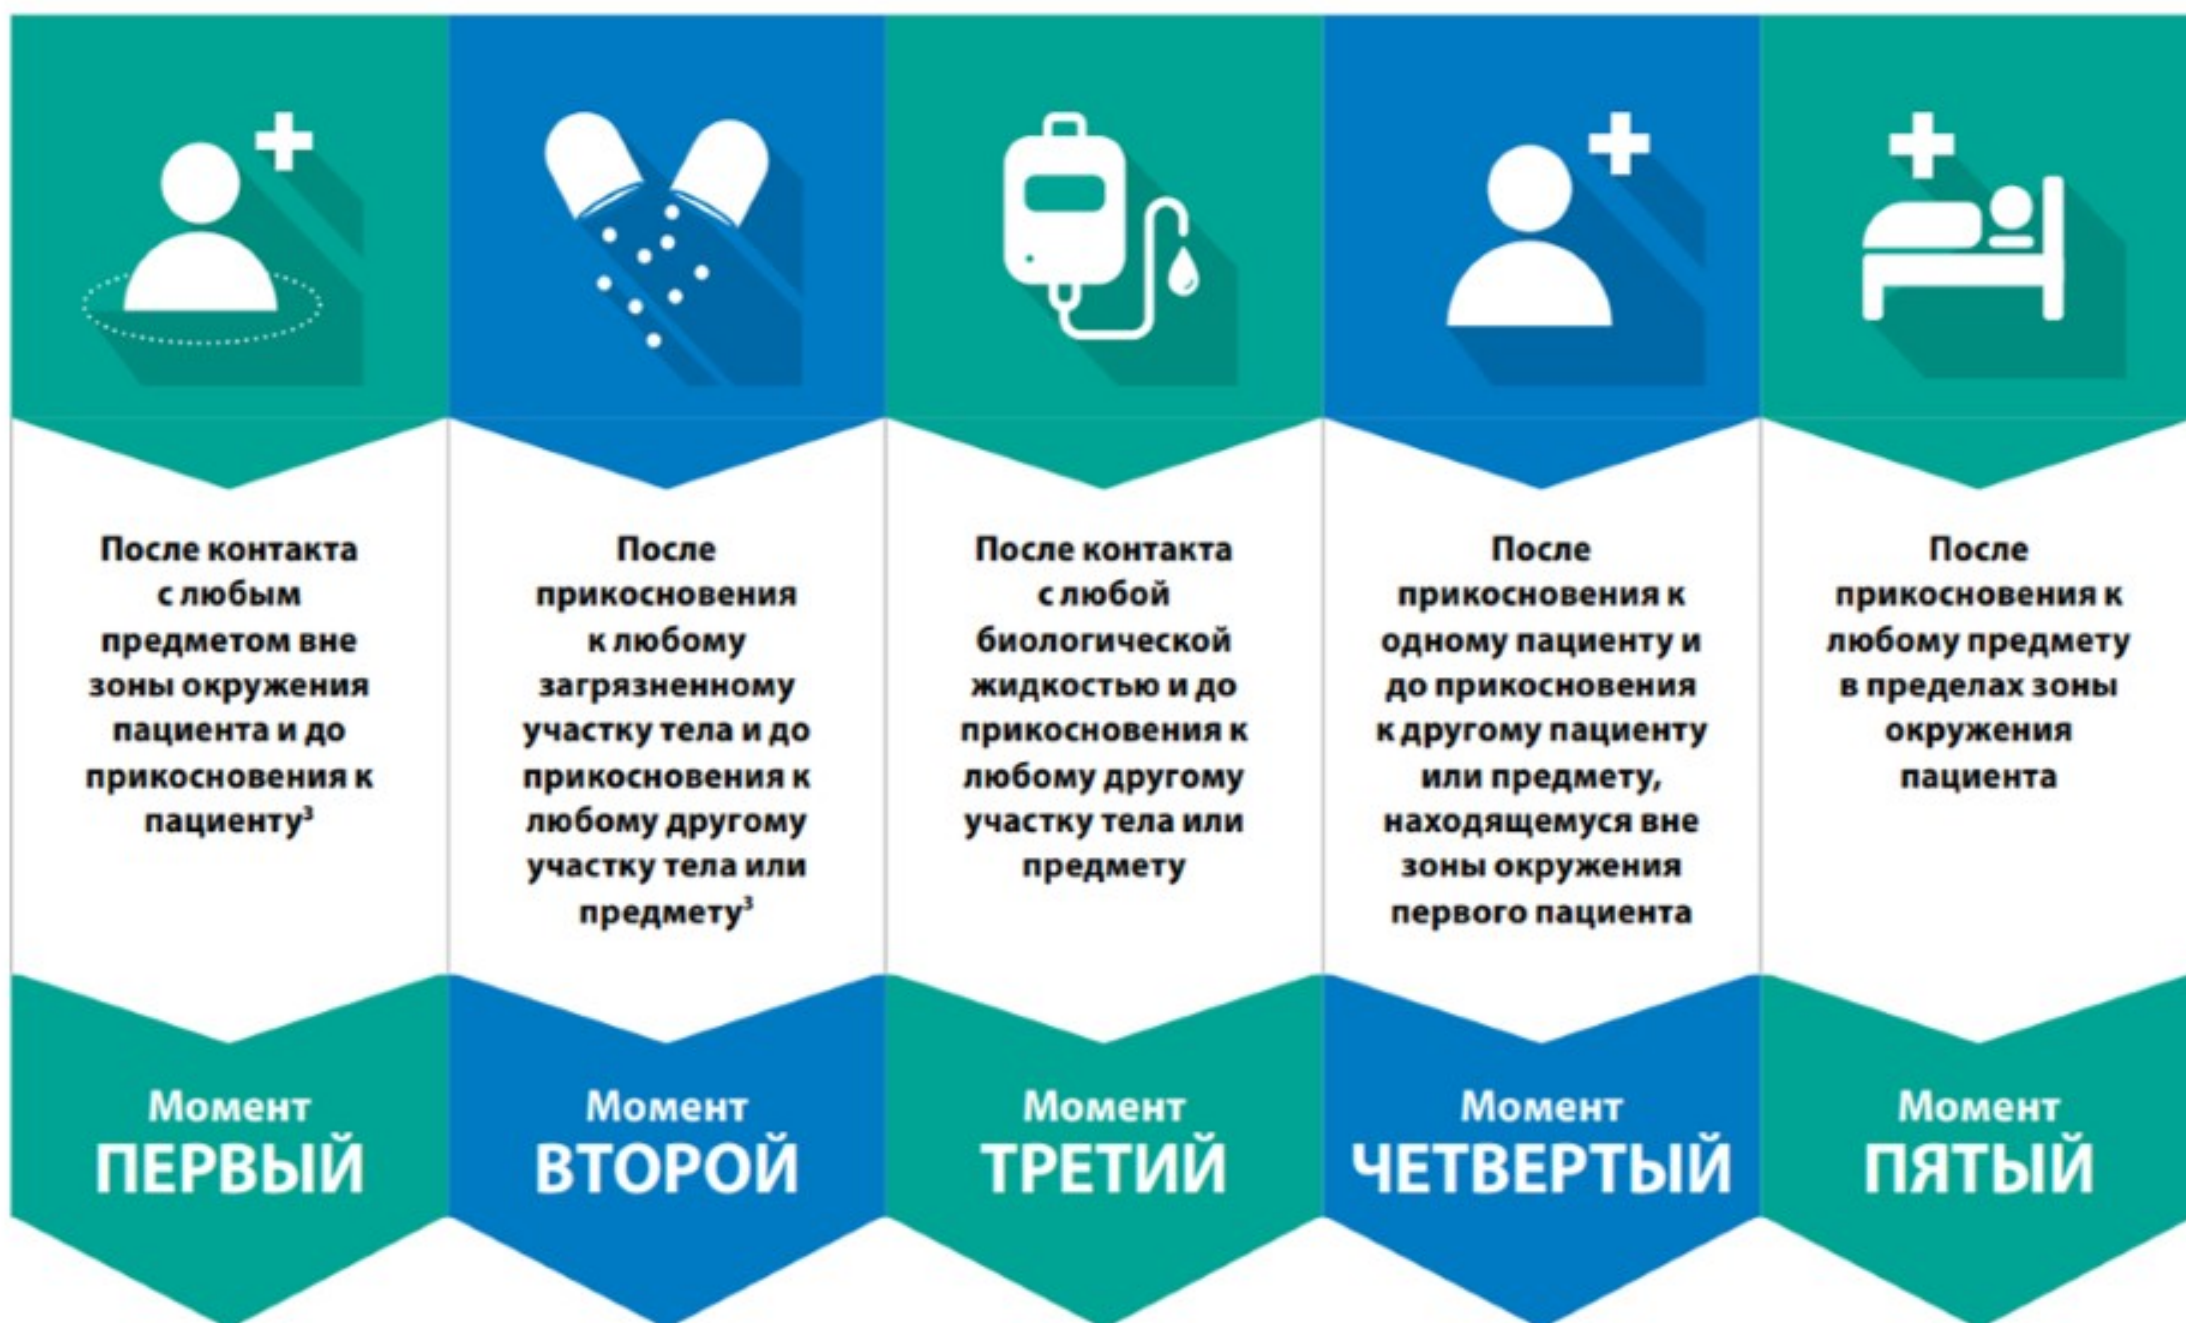 После контакта
с любым
предметом вне
зоны окружения
пациента и до
прикосновения к
пациенту³
Момент
ПЕРВЫЙ
После
прикосновения
к любому
загрязненному
участку тела и до
прикосновения к
любому другому
участку тела или
предмету³
Момент
ВТОРОЙ
После контакта
с любой
биологической
жидкостью и до
прикосновения к
любому другому
участку тела или
предмету
Момент
ТРЕТИЙ
После
прикосновения к
одному пациенту и
до прикосновения
к другому пациенту
или предмету,
находящемуся вне
зоны окружения
первого пациента
Момент
ЧЕТВЕРТЫЙ
После
прикосновения к
любому предмету
в пределах зоны
окружения
пациента
Момент
ПЯТЫЙ